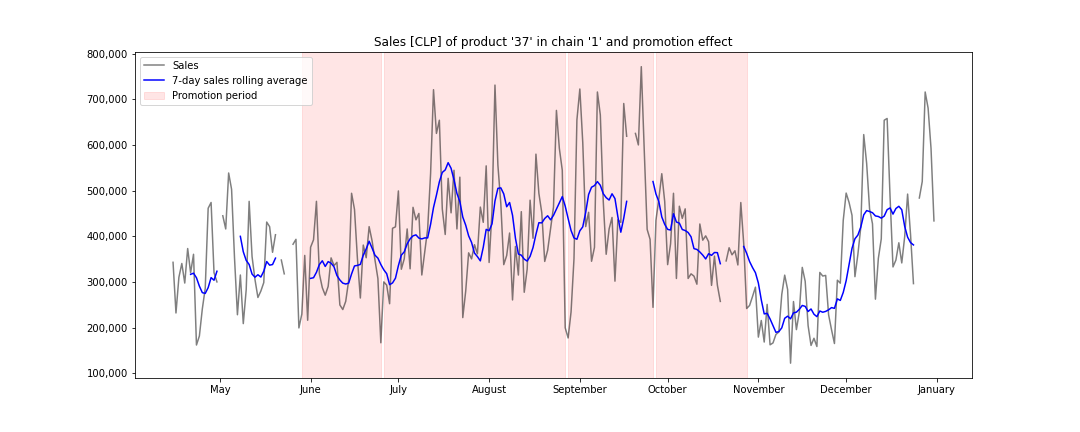 Sales [CLP] of product '37' in chain '1' and promotion effect
800,000
700,000
600,000
500,000
400,000
300,000
200,000
100,000
Sales
7-day sales rolling average
Promotion period
May
June
July
August
September
October
November
December
January